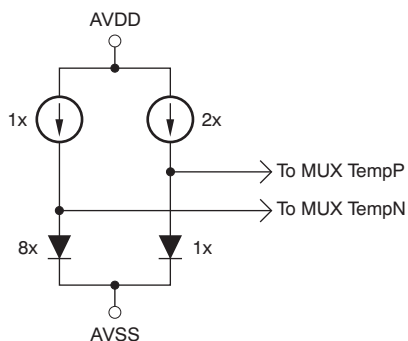 AVDD
1x
2x
To MUX TempP
To MUX TempN
8x
1x
AVSS